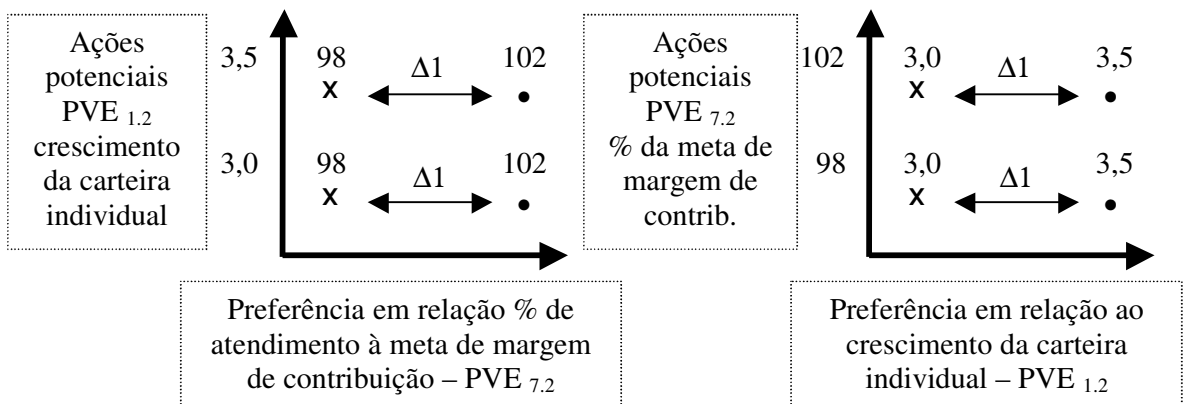 Ações
potenciais
PVE 1.2
crescimento
da carteira
individual
3,5
98
Δ1
102
x
•
3,0
98
Δ1
102
x
•
Preferência em relação % de
atendimento à meta de margem
de contribuição – PVE 7.2
Ações
potenciais
PVE 7.2
% da meta de
margem de
contrib.
102
3,0
Δ1
3,5
x
•
98
3,0
Δ1
3,5
x
•
Preferência em relação ao
crescimento da carteira
individual – PVE 1.2